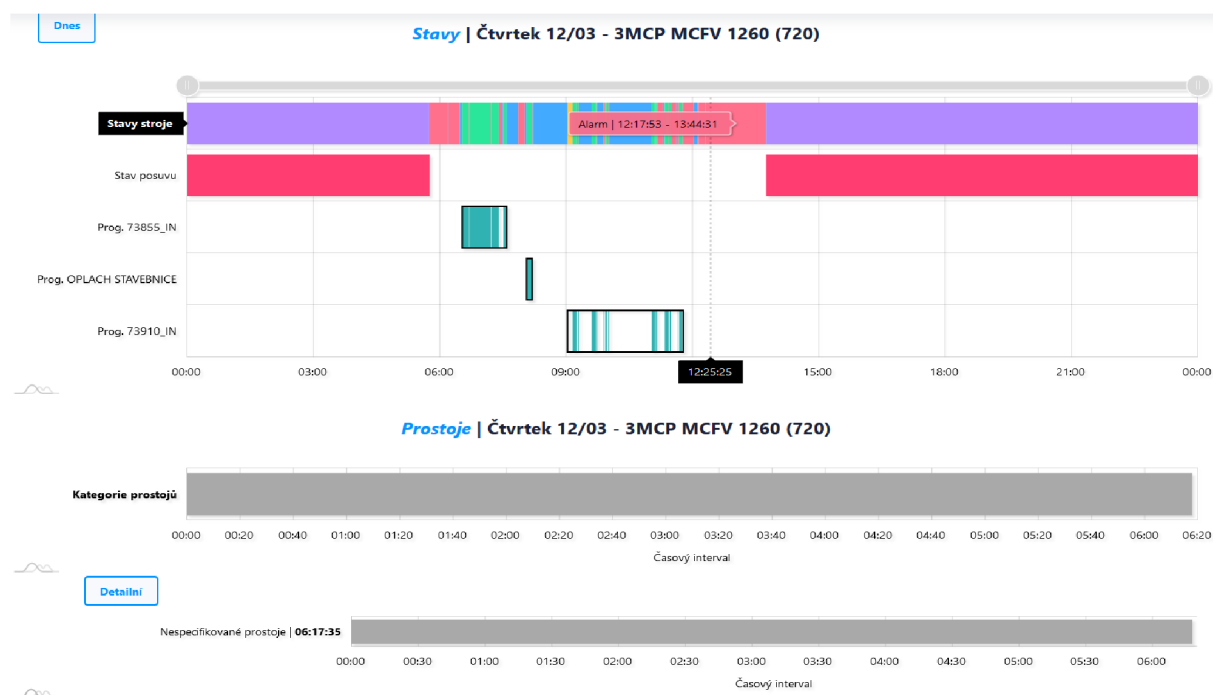 Dnes
Stavy | Čtvrtek 12/03 - 3MCP MCFV 1260 (720)
Stavy stroje
Alarm | 12:17:53 - 13:44:31
Stav posuvu
Prog. 73855_IN
Prog. OPLACH STAVEBNICE
Prog. 73910_IN
00:00 03:00 06:00 09:00 12:25:25 15:00 18:00 21:00 00:00
Prostoje | Čtvrtek 12/03 - 3MCP MCFV 1260 (720)
Kategorie prostojů
00:00 00:20 00:40 01:00 01:20 01:40 02:00 02:20 02:40 03:00 03:20 03:40 04:00 04:20 04:40 05:00 05:20 05:40 06:00 06:20
Časový interval
Detailní
Nespecifikované prostoje | 06:17:35
00:00 00:30 01:00 01:30 02:00 02:30 03:00 03:30 04:00 04:30 05:00 05:30 06:00
Časový interval